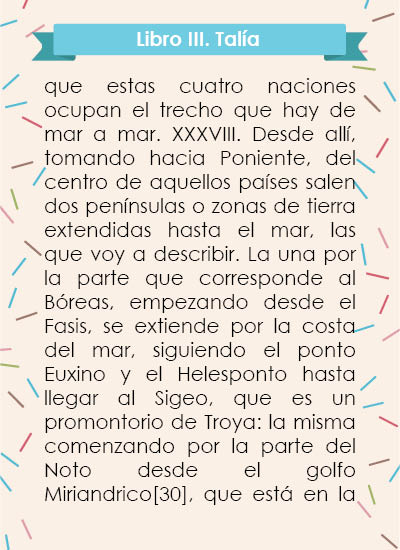 Libro III. Talía
que estas cuatro naciones
ocupan el trecho que hay de
mar a mar. XXXVIII. Desde allí,
tomando hacia Poniente, del
centro de aquellos países salen
dos penínsulas o zonas de tierra
extendidas hasta el mar, las
que voy a describir. La una por
la parte que corresponde al
Bóreas, empezando desde el
Fasis, se extiende por la costa
del mar, siguiendo el ponto
Euxino y el Helesponto hasta
llegar al Sigeo, que es un
promontorio de Troya: la misma
comenzando por la parte del
Noto desde el golfo
Miriandrico[30], que está en la